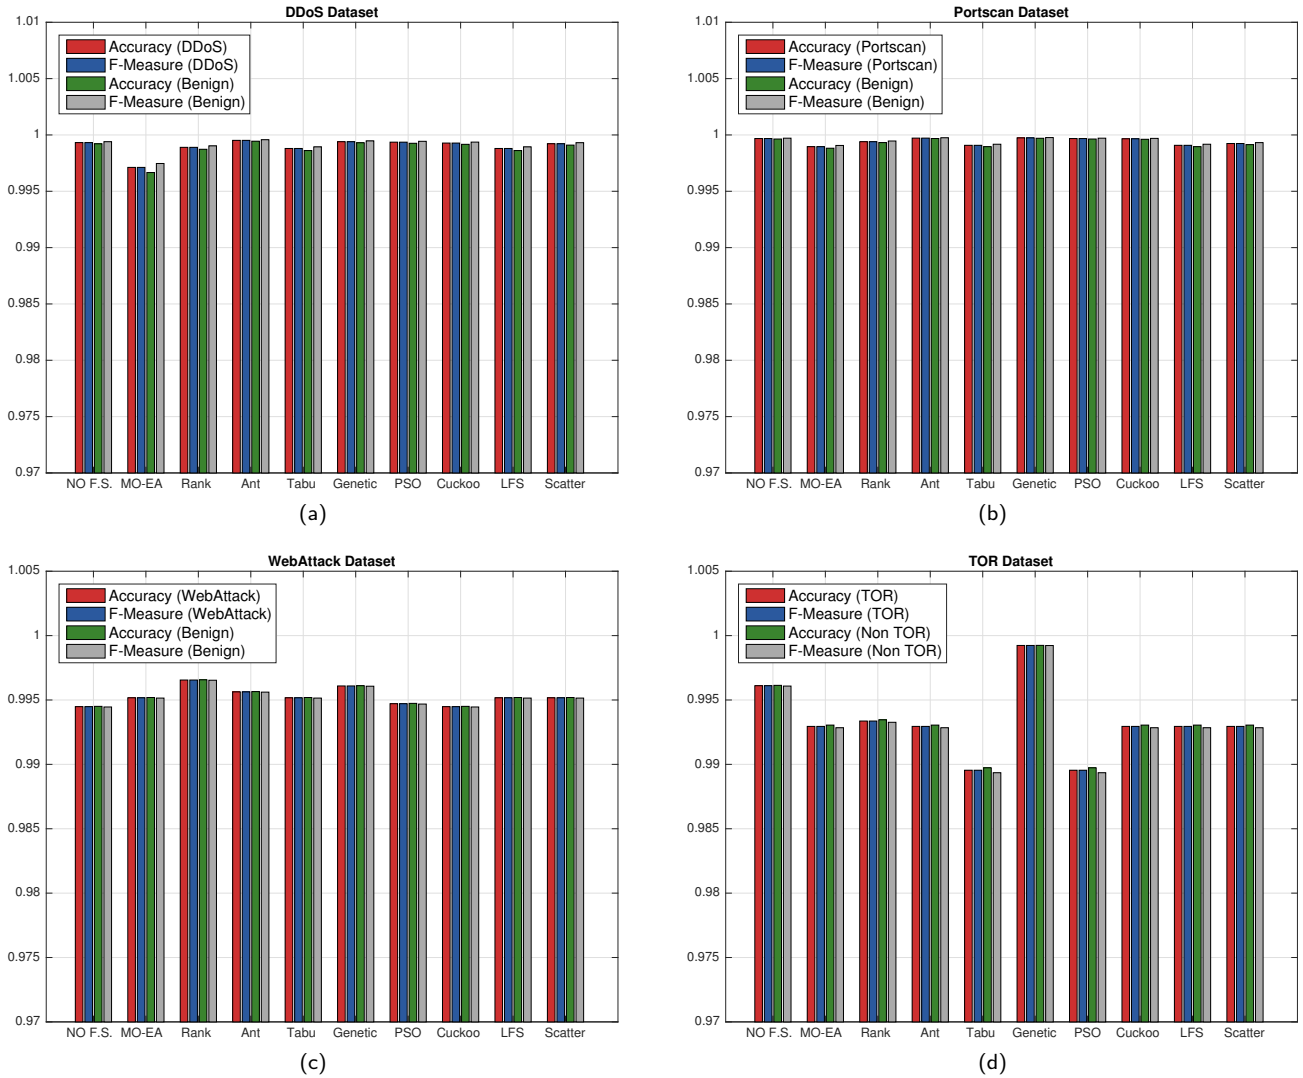 DDoS Dataset
1.01
1.005
1
0.995
0.99
0.985
0.98
0.975
0.97
Accuracy (DDoS)
F-Measure (DDoS)
Accuracy (Benign)
F-Measure (Benign)
NO F.S. MO-EA Rank Ant Tabu Genetic PSO Cuckoo LFS Scatter
(a)
Portscan Dataset
1.01
1.005
1
0.995
0.99
0.985
0.98
0.975
0.97
Accuracy (Portscan)
F-Measure (Portscan)
Accuracy (Benign)
F-Measure (Benign)
NO F.S. MO-EA Rank Ant Tabu Genetic PSO Cuckoo LFS Scatter
(b)
WebAttack Dataset
1.005
1
0.995
0.99
0.985
0.98
0.975
0.97
Accuracy (WebAttack)
F-Measure (WebAttack)
Accuracy (Benign)
F-Measure (Benign)
NO F.S. MO-EA Rank Ant Tabu Genetic PSO Cuckoo LFS Scatter
(c)
TOR Dataset
1.005
1
0.995
0.99
0.985
0.98
0.975
0.97
Accuracy (TOR)
F-Measure (TOR)
Accuracy (Non TOR)
F-Measure (Non TOR)
NO F.S. MO-EA Rank Ant Tabu Genetic PSO Cuckoo LFS Scatter
(d)